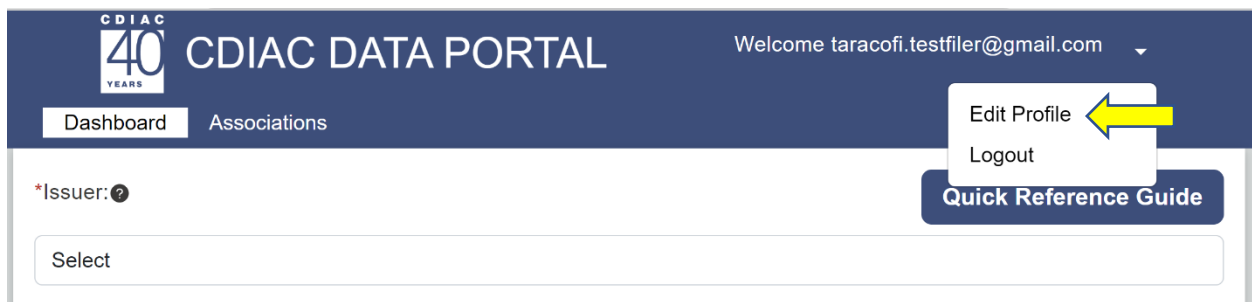 CDIAC
40
YEARS
CDIAC DATA PORTAL
Welcome taracofi.testfiler@gmail.com
Edit Profile
Logout
Dashboard
Associations
*Issuer:?
Quick Reference Guide
Select